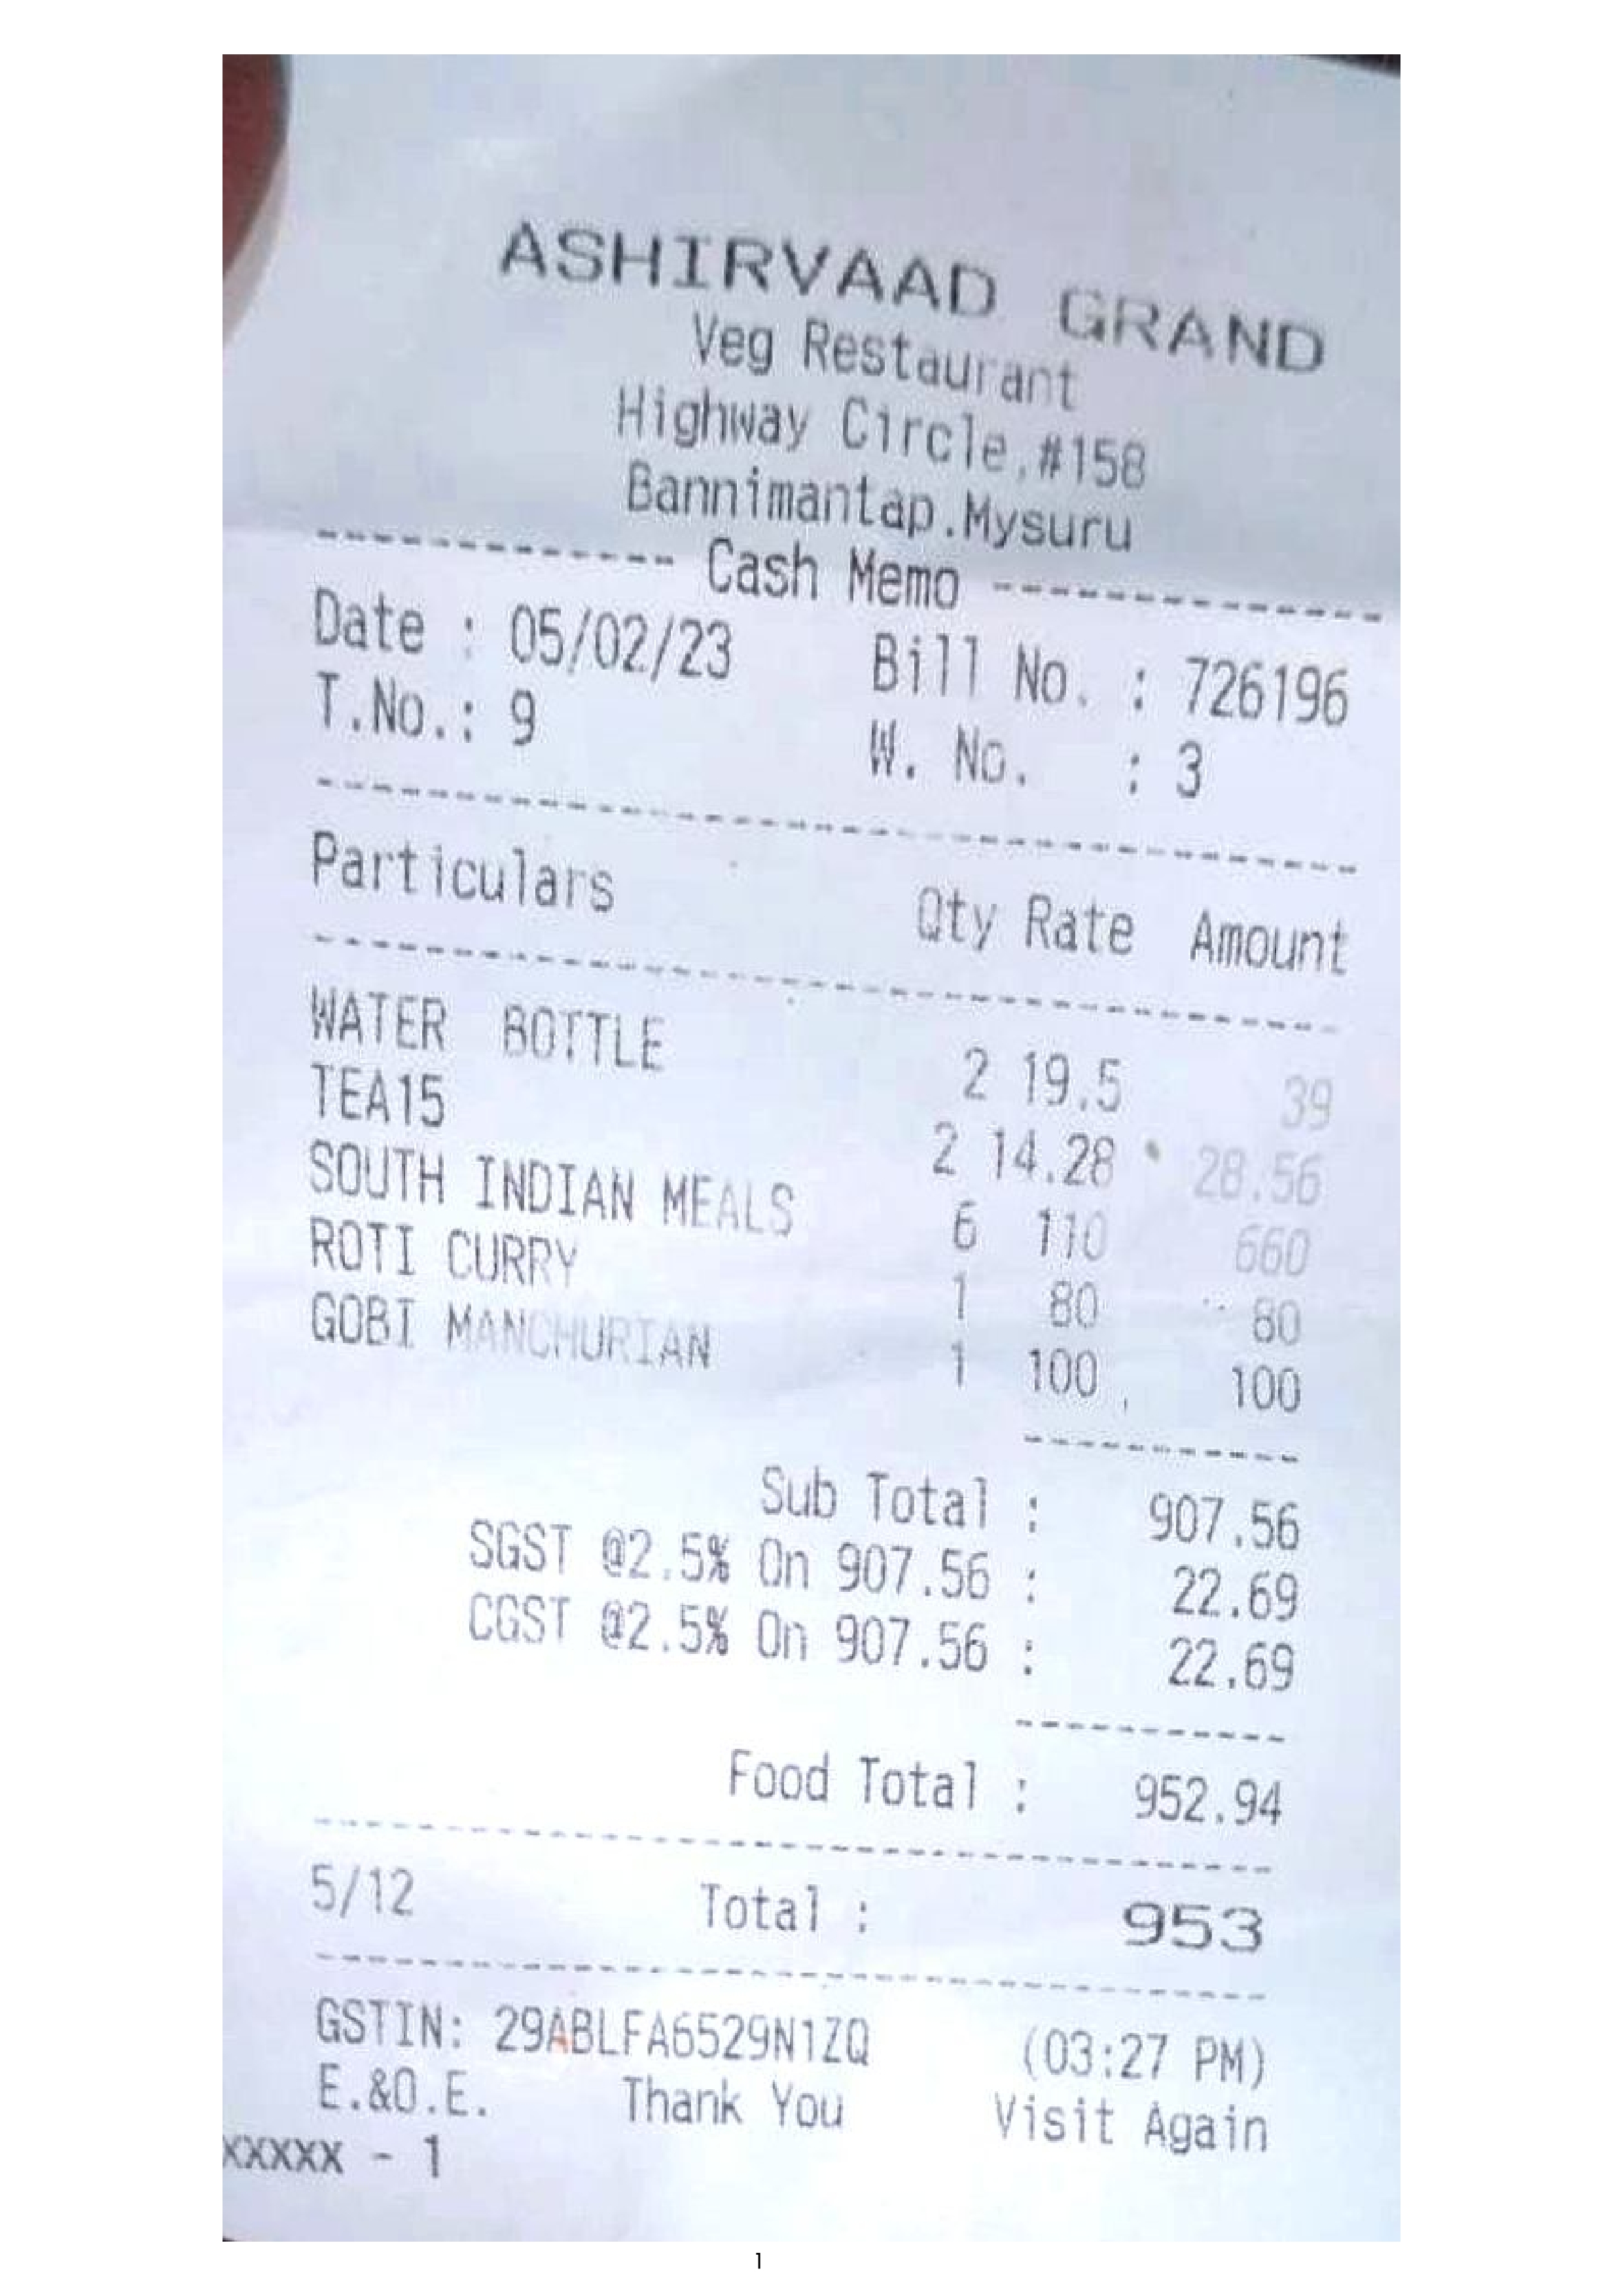 ASHIRVAAD GRAND
Veg Restaurant
Highway Circle,#158
Bannimantap.Mysuru
------------- Cash Memo --------------
Date : 05/02/23 Bill No. : 726196
T.No.: 9 W. No. : 3
--------------------------------------
Particulars Qty Rate Amount
--------------------------------------
WATER BOTTLE 2 19.5 39
TEA15 2 14.28 28.56
SOUTH INDIAN MEALS 6 110 660
ROTI CURRY 1 80 80
GOBI MANCHURIAN 1 100 100
----------
Sub Total : 907.56
SGST @2.5% On 907.56 : 22.69
CGST @2.5% On 907.56 : 22.69
----------
Food Total : 952.94
--------------------------------------
5/12 Total : 953
--------------------------------------
GSTIN: 29ABLFA6529N1ZQ (03:27 PM)
E.&O.E. Thank You Visit Again
XXXXX - 1
1